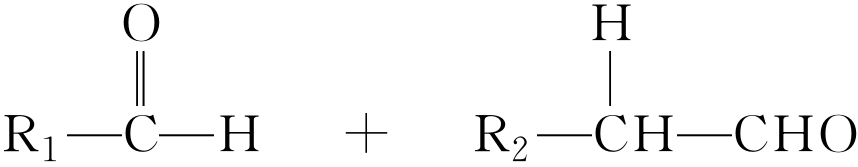 O H
R₁—C—H + R₂—CH—CHO